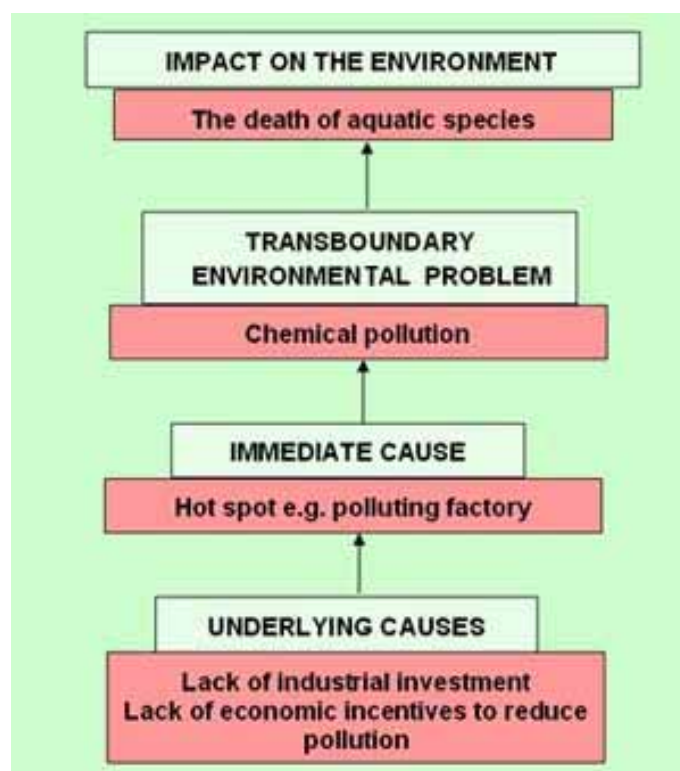 IMPACT ON THE ENVIRONMENT
The death of aquatic species
TRANSBOUNDARY
ENVIRONMENTAL PROBLEM
Chemical pollution
IMMEDIATE CAUSE
Hot spot e.g. polluting factory
UNDERLYING CAUSES
Lack of industrial investment
Lack of economic incentives to reduce
pollution